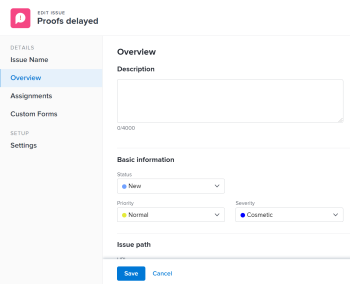 EDIT ISSUE
Proofs delayed
DETAILS
Issue Name
Overview
Assignments
Custom Forms
SETUP
Settings
Overview
Description
0/4000
Basic information
Status
New
Priority
Severity
Normal
Cosmetic
Issue path
Save
Cancel